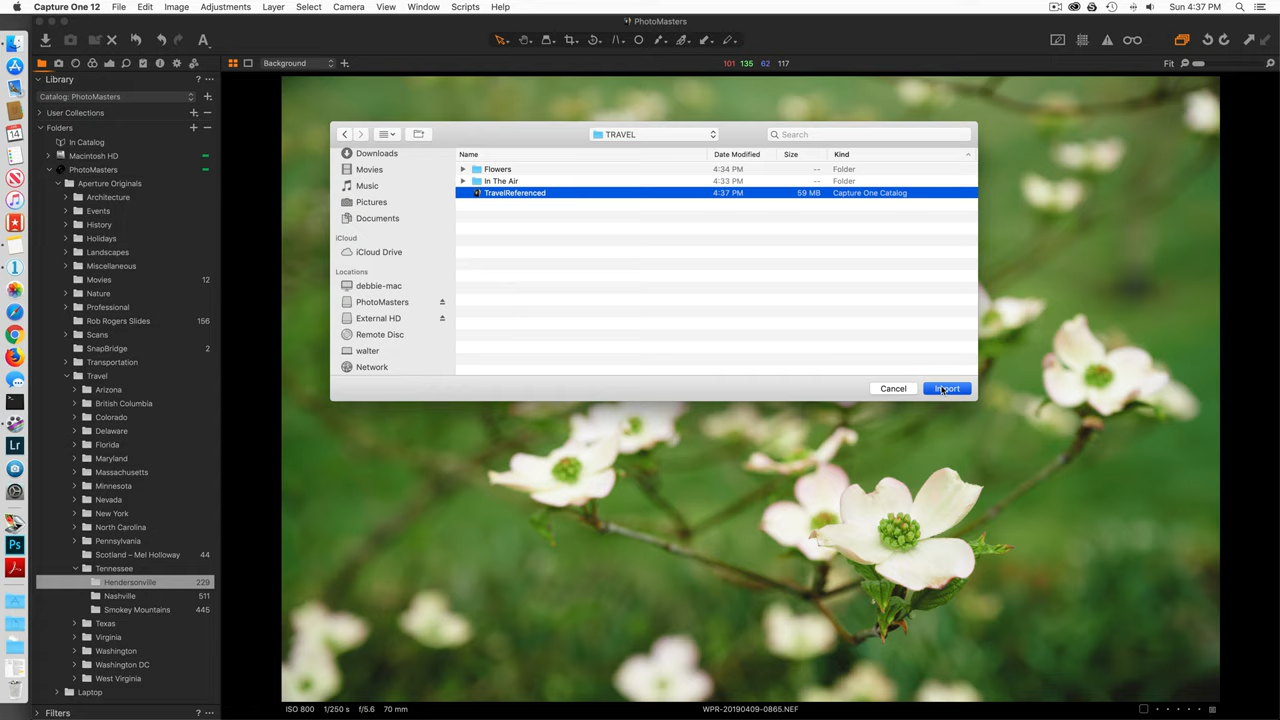 Capture One 12 File Edit Image Adjustments Layer Select Camera View Window Scripts Help Sun 4:37 PM
PhotoMasters
Background 101 135 62 117 Fit
Library ? ...
Catalog: PhotoMasters
User Collections
Folders
In Catalog
Macintosh HD
PhotoMasters
Aperture Originals
Architecture
Events
History
Holidays
Landscapes
Miscellaneous
Movies 12
Nature
Professional
Rob Rogers Slides 156
Scans
SnapBridge 2
Transportation
Travel
Arizona
British Columbia
Colorado
Delaware
Florida
Maryland
Massachusetts
Minnesota
Nevada
New York
North Carolina
Pennsylvania
Scotland – Mel Holloway 44
Tennessee
Hendersonville 229
Nashville 511
Smokey Mountains 445
Texas
Virginia
Washington
Washington DC
West Virginia
Laptop
Filters ? ...
TRAVEL Search
Downloads
Movies
Music
Pictures
Documents
iCloud
iCloud Drive
Locations
debbie-mac
PhotoMasters
External HD
Remote Disc
walter
Network
Name Date Modified Size Kind
Flowers 4:34 PM -- Folder
In The Air 4:33 PM -- Folder
TravelReferenced 4:37 PM 59 MB Capture One Catalog
Cancel Import
ISO 800 1/250 s f/5.6 70 mm WPR-20190409-0865.NEF
14
Lr
Ps